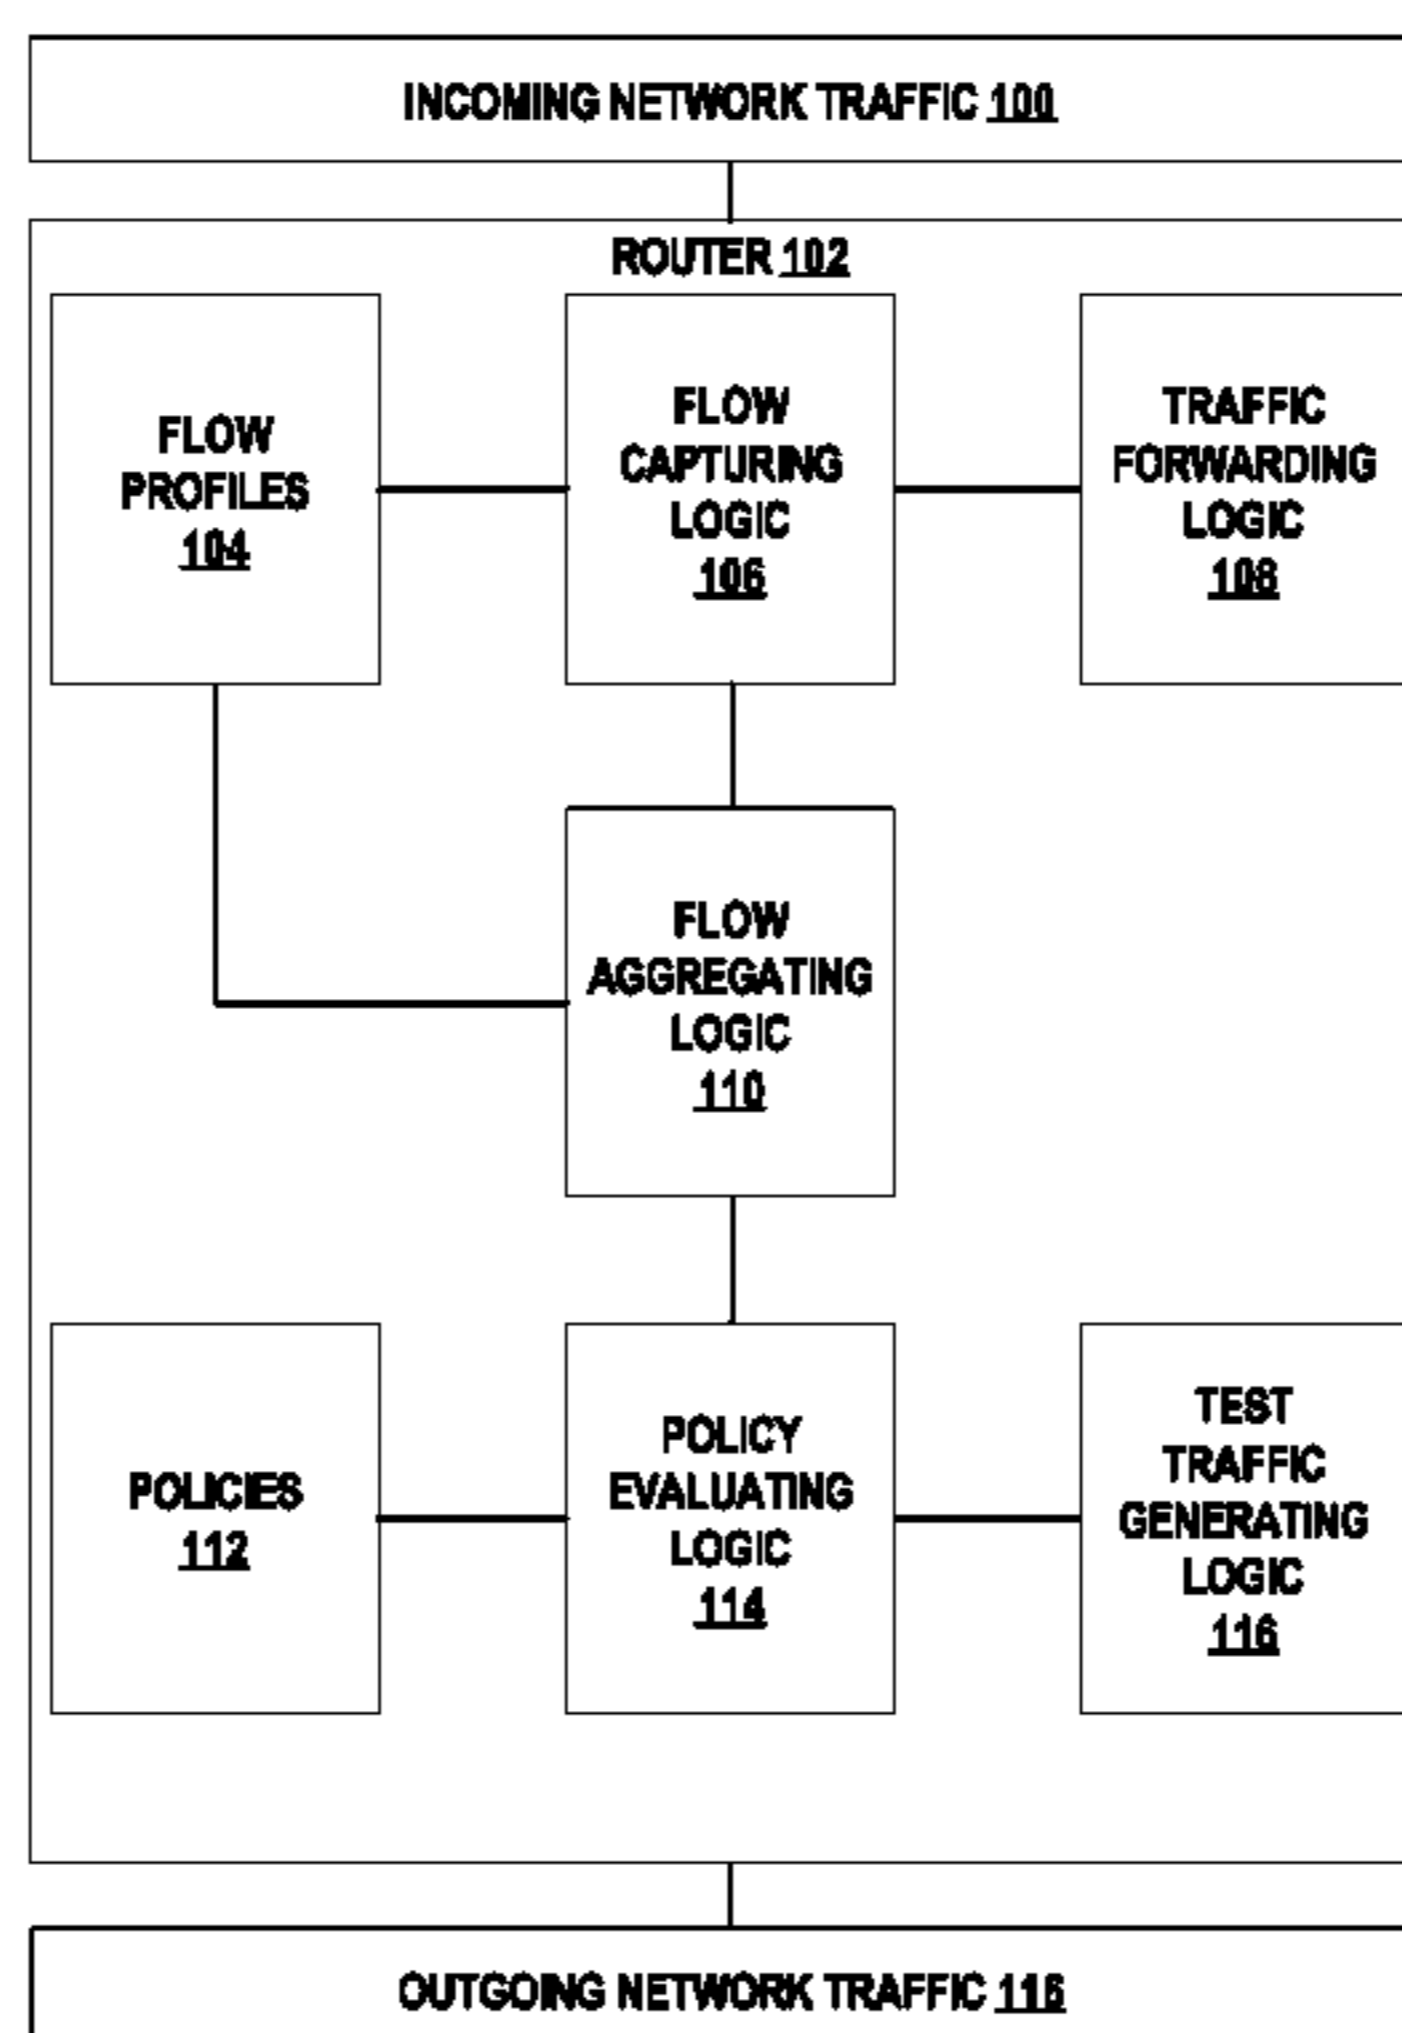 INCOMING NETWORK TRAFFIC 100
ROUTER 102
FLOW
PROFILES
104
FLOW
CAPTURING
LOGIC
106
TRAFFIC
FORWARDING
LOGIC
108
FLOW
AGGREGATING
LOGIC
110
POLICIES
112
POLICY
EVALUATING
LOGIC
114
TEST
TRAFFIC
GENERATING
LOGIC
116
OUTGOING NETWORK TRAFFIC 116